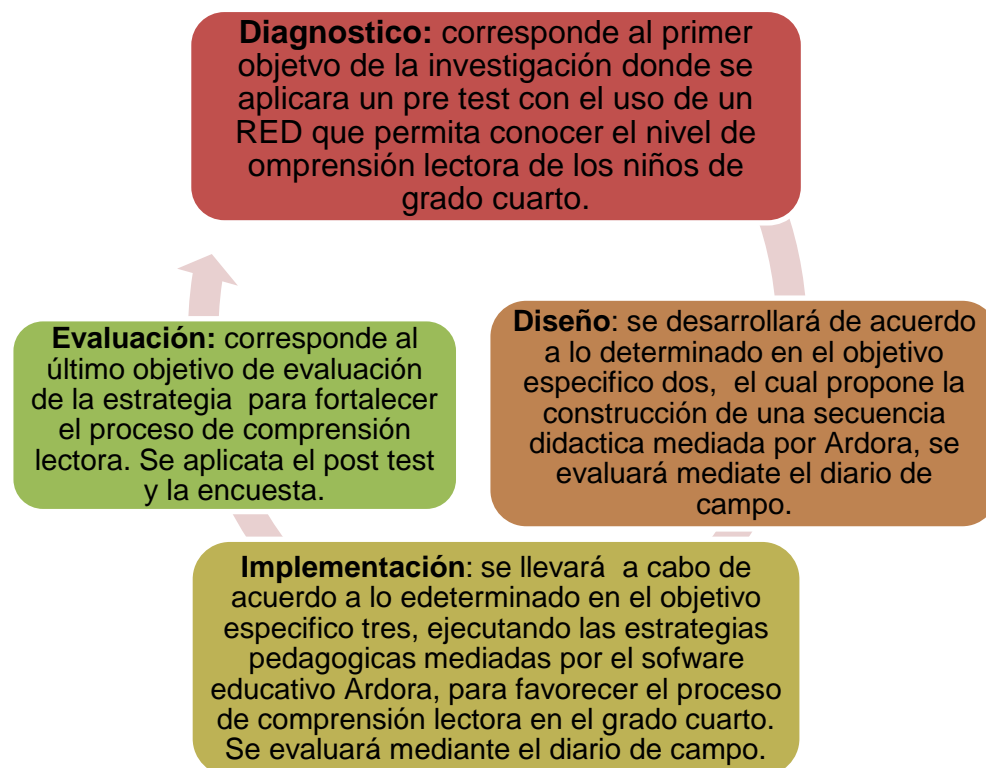 Diagnostico: corresponde al primer
objetvo de la investigación donde se
aplicara un pre test con el uso de un
RED que permita conocer el nivel de
omprensión lectora de los niños de
grado cuarto.
Diseño: se desarrollará de acuerdo
a lo determinado en el objetivo
especifico dos, el cual propone la
construcción de una secuencia
didactica mediada por Ardora, se
evaluará mediate el diario de
campo.
Implementación: se llevará a cabo de
acuerdo a lo edeterminado en el objetivo
especifico tres, ejecutando las estrategias
pedagogicas mediadas por el sofware
educativo Ardora, para favorecer el proceso
de comprensión lectora en el grado cuarto.
Se evaluará mediante el diario de campo.
Evaluación: corresponde al
último objetivo de evaluación
de la estrategia para fortalecer
el proceso de comprensión
lectora. Se aplicata el post test
y la encuesta.